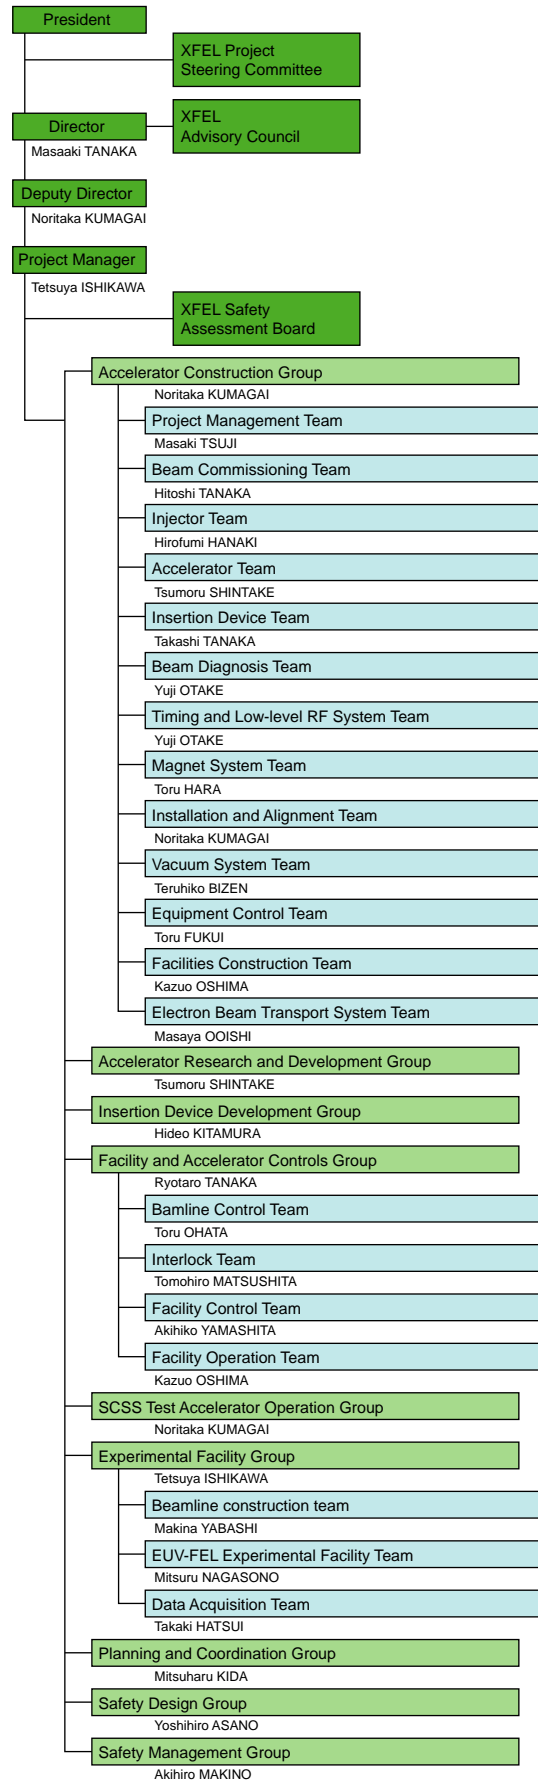 President
XFEL Project
Steering Committee
Director
XFEL
Advisory Council
Masaaki TANAKA
Deputy Director
Noritaka KUMAGAI
Project Manager
Tetsuya ISHIKAWA
XFEL Safety
Assessment Board
Accelerator Construction Group
Noritaka KUMAGAI
Project Management Team
Masaki TSUJI
Beam Commissioning Team
Hitoshi TANAKA
Injector Team
Hirofumi HANAKI
Accelerator Team
Tsumoru SHINTAKE
Insertion Device Team
Takashi TANAKA
Beam Diagnosis Team
Yuji OTAKE
Timing and Low-level RF System Team
Yuji OTAKE
Magnet System Team
Toru HARA
Installation and Alignment Team
Noritaka KUMAGAI
Vacuum System Team
Teruhiko BIZEN
Equipment Control Team
Toru FUKUI
Facilities Construction Team
Kazuo OSHIMA
Electron Beam Transport System Team
Masaya OOISHI
Accelerator Research and Development Group
Tsumoru SHINTAKE
Insertion Device Development Group
Hideo KITAMURA
Facility and Accelerator Controls Group
Ryotaro TANAKA
Bamline Control Team
Toru OHATA
Interlock Team
Tomohiro MATSUSHITA
Facility Control Team
Akihiko YAMASHITA
Facility Operation Team
Kazuo OSHIMA
SCSS Test Accelerator Operation Group
Noritaka KUMAGAI
Experimental Facility Group
Tetsuya ISHIKAWA
Beamline construction team
Makina YABASHI
EUV-FEL Experimental Facility Team
Mitsuru NAGASONO
Data Acquisition Team
Takaki HATSUI
Planning and Coordination Group
Mitsuharu KIDA
Safety Design Group
Yoshihiro ASANO
Safety Management Group
Akihiro MAKINO